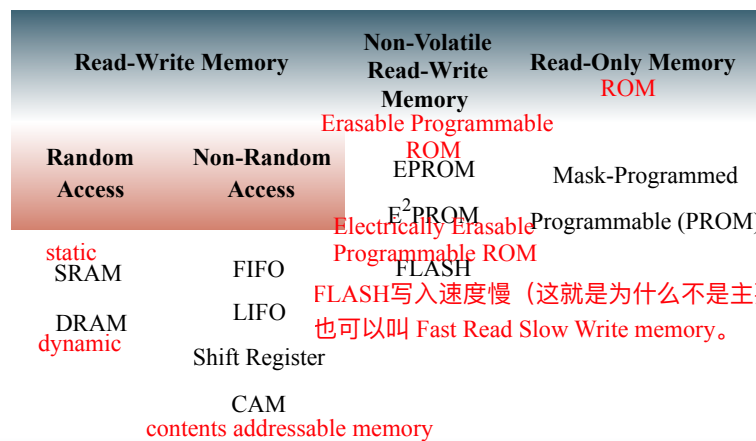 Read-Write Memory
Non-Volatile
Read-Write
Memory
Read-Only Memory
ROM
Erasable Programmable
ROM
Random
Access
Non-Random
Access
EPROM
Mask-Programmed
E²PROM
Programmable (PROM)
Electrically Erasable
Programmable ROM
static
SRAM
FIFO
FLASH
FLASH写入速度慢（这就是为什么不是主
也可以叫 Fast Read Slow Write memory。
LIFO
DRAM
dynamic
Shift Register
CAM
contents addressable memory